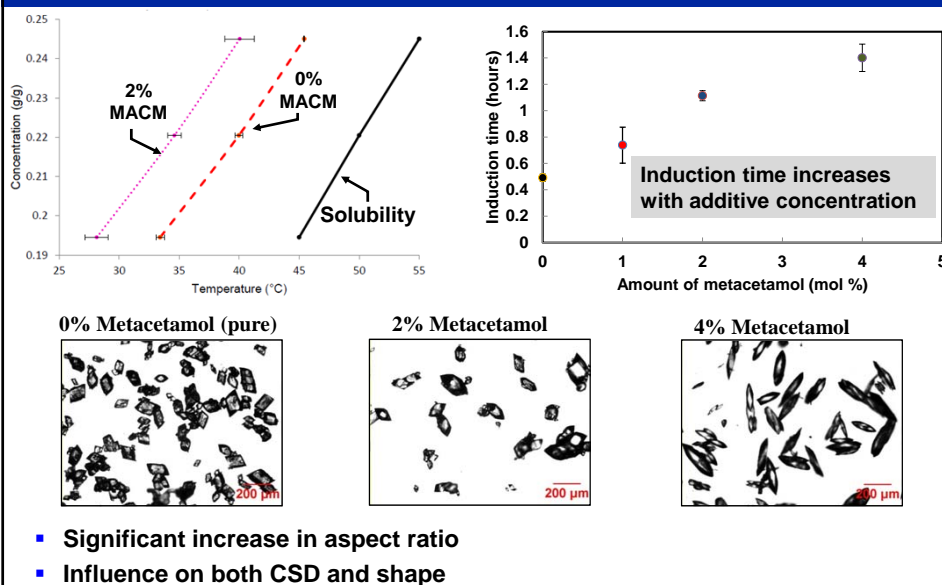 0.25
0.24
0.23
0.22
0.21
0.2
0.19
Concentration (g/g)
25 30 35 40 45 50 55
Temperature (°C)
2%
MACM
0%
MACM
Solubility
1.6
1.4
1.2
1
0.8
0.6
0.4
0.2
0
Induction time (hours)
0 1 2 3 4 5
Amount of metacetamol (mol %)
Induction time increases
with additive concentration
0% Metacetamol (pure)
2% Metacetamol
4% Metacetamol
200 µm
200 µm
200 µm
▪ Significant increase in aspect ratio
▪ Influence on both CSD and shape